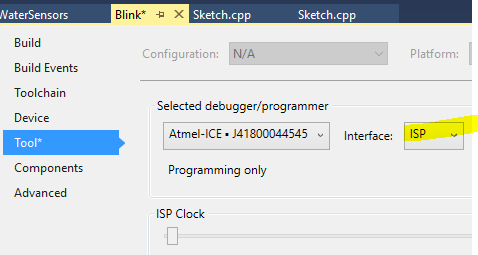 WaterSensors Blink* Sketch.cpp Sketch.cpp
Build
Build Events
Toolchain
Device
Tool*
Components
Advanced
Configuration: N/A Platform:
Selected debugger/programmer
Atmel-ICE • J41800044545 Interface: ISP
Programming only
ISP Clock